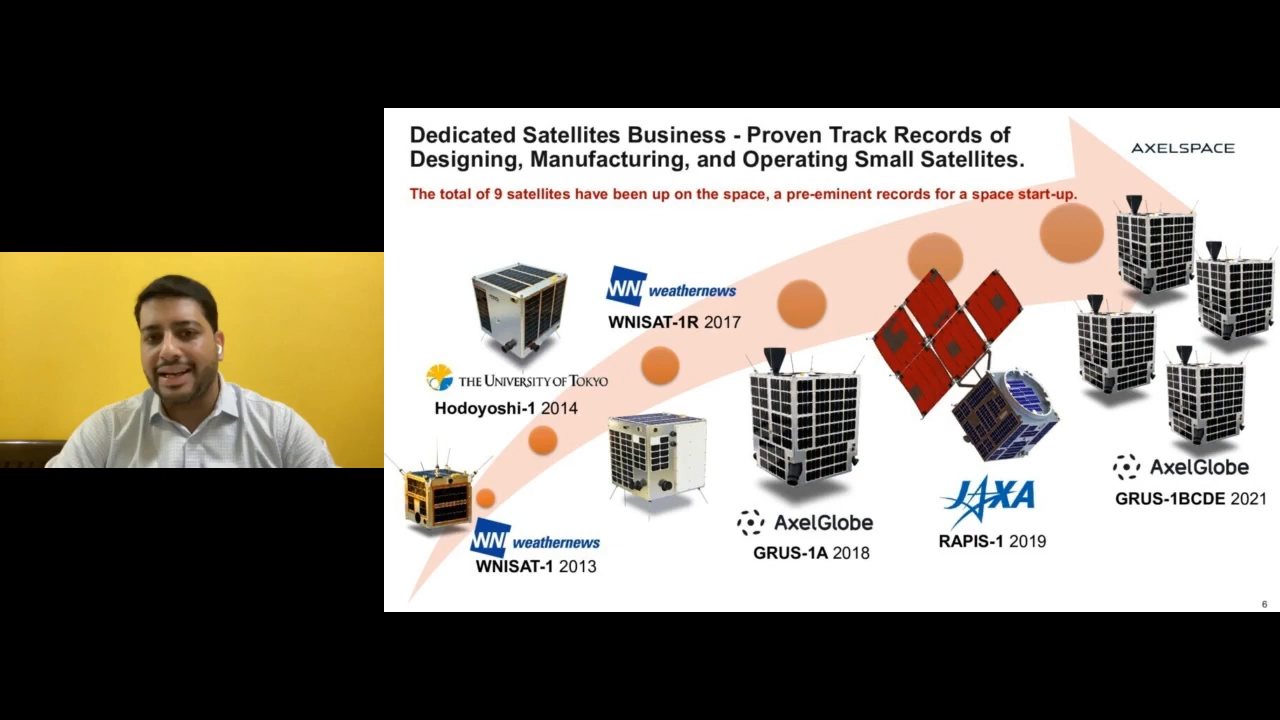 Dedicated Satellites Business - Proven Track Records of
Designing, Manufacturing, and Operating Small Satellites.
AXELSPACE
The total of 9 satellites have been up on the space, a pre-eminent records for a space start-up.
WNI weathernews
WNISAT-1R 2017
THE UNIVERSITY OF TOKYO
Hodoyoshi-1 2014
WNI weathernews
WNISAT-1 2013
AxelGlobe
GRUS-1A 2018
JAXA
RAPIS-1 2019
AxelGlobe
GRUS-1BCDE 2021
6